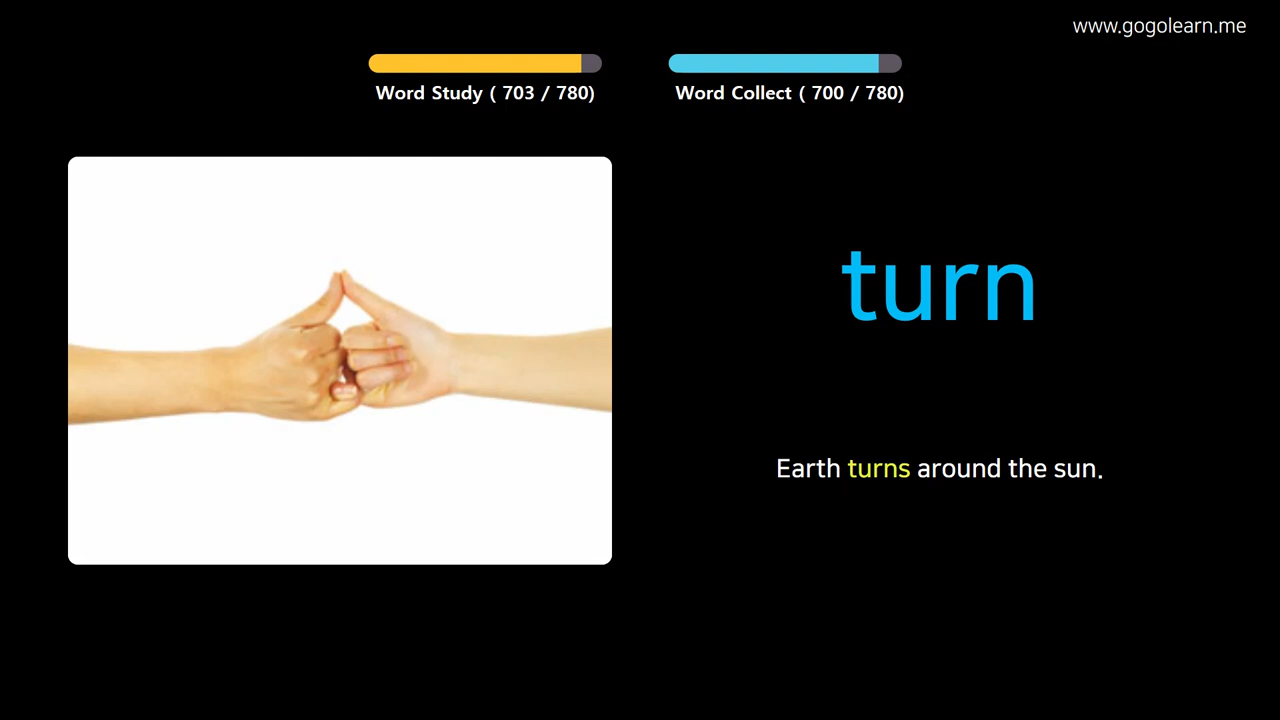 www.gogolearn.me
Word Study ( 703 / 780)
Word Collect ( 700 / 780)
turn
Earth turns around the sun.